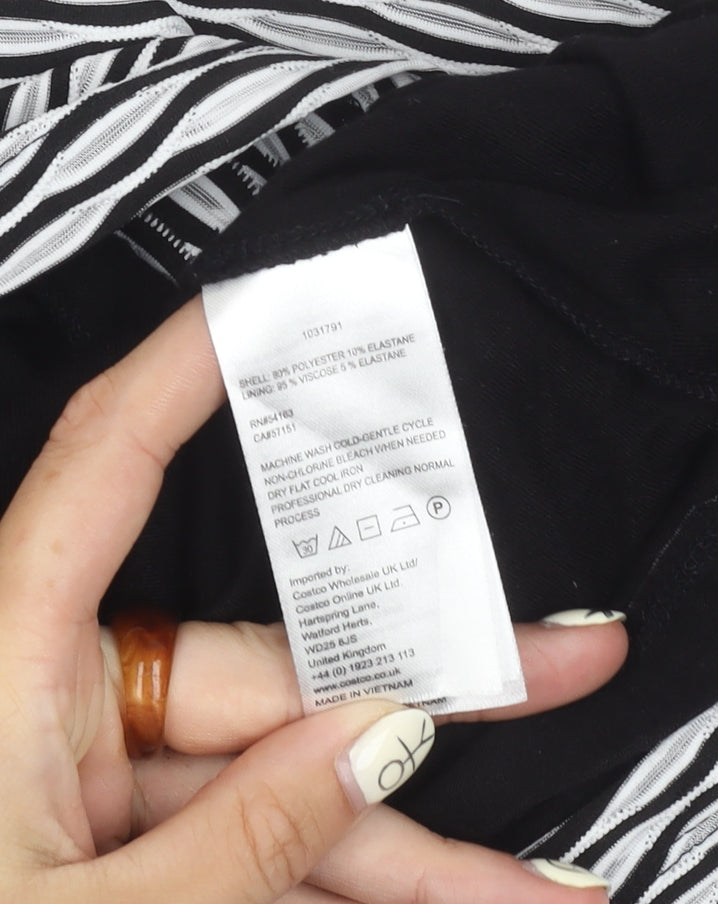 1031791
SHELL: 90% POLYESTER 10% ELASTANE
LINING: 95 % VISCOSE 5 % ELASTANE
RN#54163
CA#57151
MACHINE WASH COLD-GENTLE CYCLE
NON-CHLORINE BLEACH WHEN NEEDED
DRY FLAT COOL IRON
PROFESSIONAL DRY CLEANING NORMAL
PROCESS
30
P
Imported by:
Costco Wholesale UK Ltd/
Costco Online UK Ltd.
Hartspring Lane,
Watford Herts,
WD25 8JS
United Kingdom
+44 (0) 1923 213 113
www.costco.co.uk
MADE IN VIETNAM